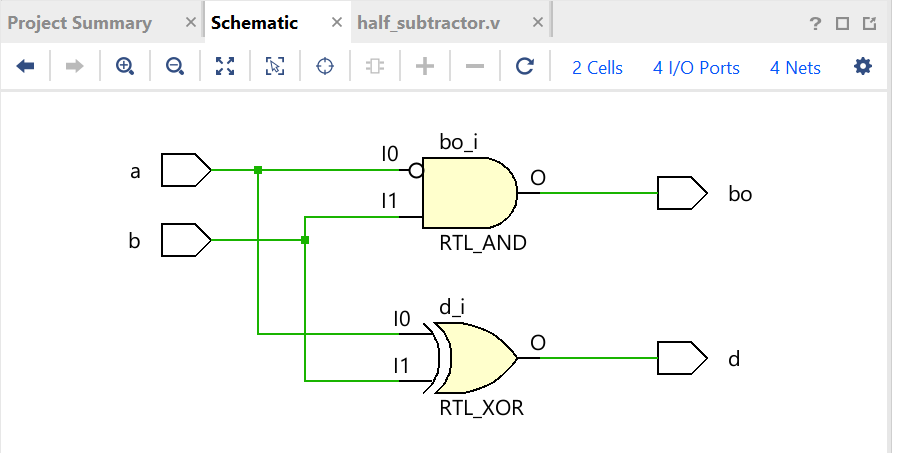 Project Summary × Schematic × half_subtractor.v × ?
2 Cells 4 I/O Ports 4 Nets
bo_i
a I0 O
I1 bo
b RTL_AND
d_i
I0 O
I1 d
RTL_XOR